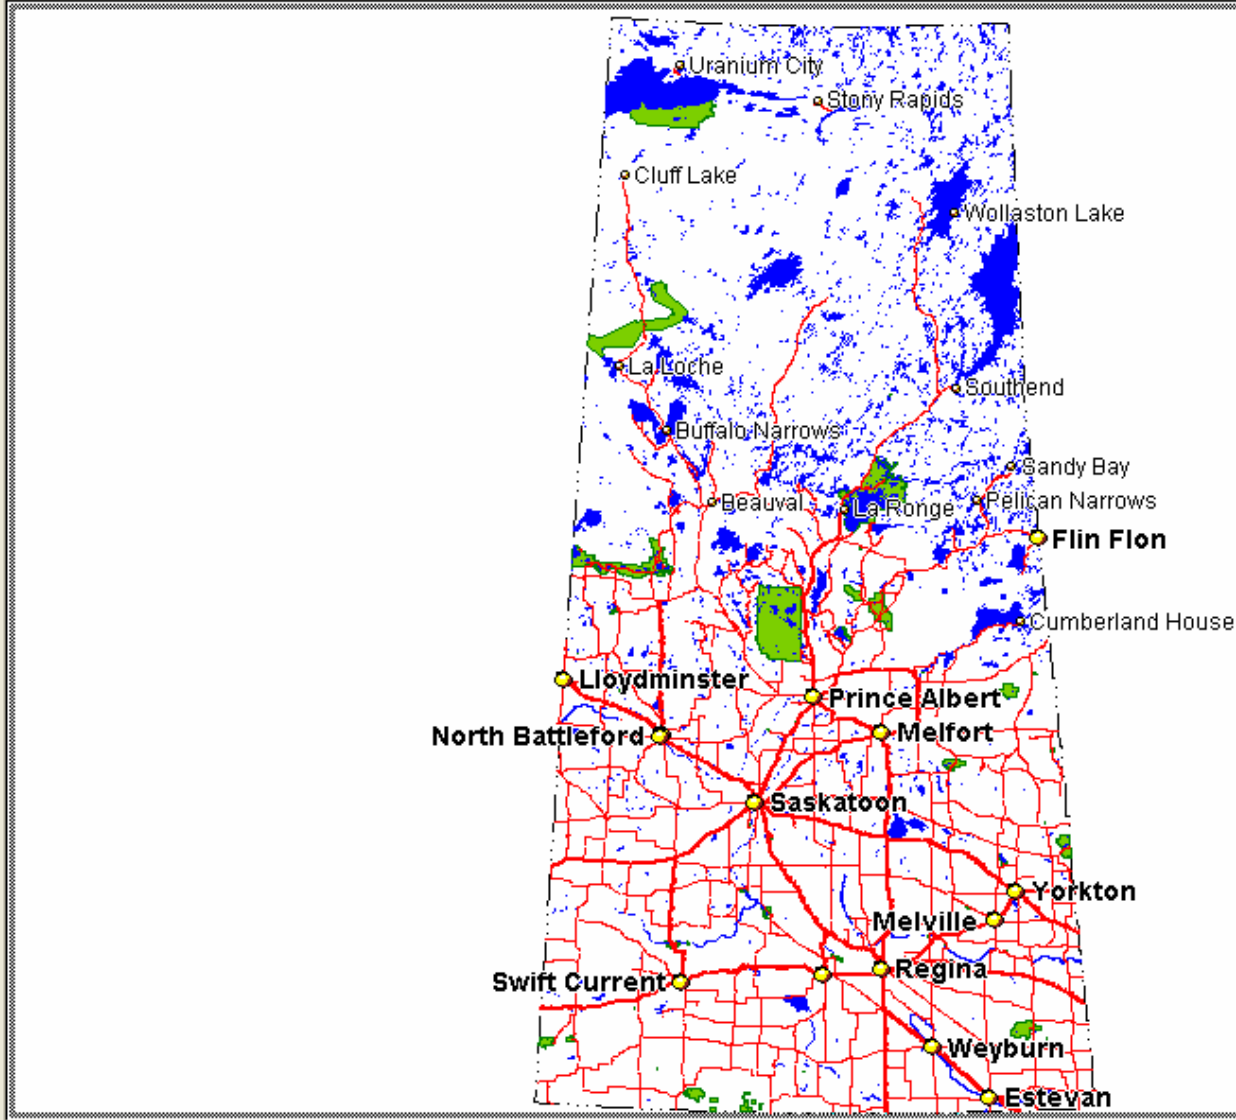 Uranium City
Stony Rapids
Cluff Lake
Wollaston Lake
La Loche
Southend
Buffalo Narrows
Sandy Bay
Beauval
La Ronge
Pelican Narrows
Flin Flon
Cumberland House
Lloydminster
Prince Albert
North Battleford
Melfort
Saskatoon
Yorkton
Melville
Regina
Swift Current
Weyburn
Estevan